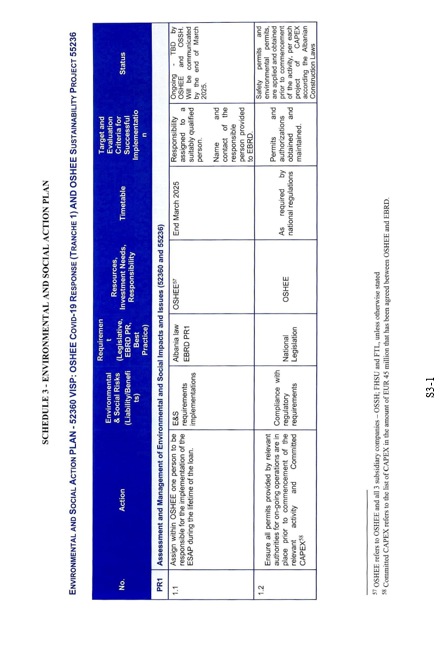 SCHEDULE 3 - ENVIRONMENTAL AND SOCIAL ACTION PLAN
ENVIRONMENTAL AND SOCIAL ACTION PLAN - 52360 VISP: OSHEE COVID-19 RESPONSE (TRANCHE 1) AND OSHEE SUSTAINABILITY PROJECT 55236
No.
Action
Environmental
& Social Risks
(Liability/Benefi
ts)
Requiremen
t
(Legislative,
EBRD PR,
Best
Practice)
Resources,
Investment Needs,
Responsibility
Timetable
Target and
Evaluation
Criteria for
Successful
Implementatio
n
Status
PR1
Assessment and Management of Environmental and Social Impacts and Issues (52360 and 55236)
1.1
Assign within OSHEE one person to be
responsible for the implementation of the
ESAP during the lifetime of the loan.
E&S
requirements
implementations
Albania law
EBRD PR1
OSHEE57
End March 2025
Responsibility
assigned to a
suitably qualified
person.
Name and
contact of the
responsible
person provided
to EBRD.
Ongoing - TBD by
OSHEE and OSSH.
Will be communicated
by the end of March
2025.
1.2
Ensure all permits provided by relevant
authorities for on-going operations are in
place prior to commencement of the
relevant activity and Committed
CAPEX58
Compliance with
regulatory
requirements
National
Legislation
OSHEE
As required by
national regulations
Permits and
authorizations
obtained and
maintained.
Safety permits and
environmental permits,
are applied and obtained
prior to commencement
of the activity, per each
project of CAPEX
according the Albanian
Construction Laws
57 OSHEE refers to OSHEE and all 3 subsidiary companies – OSSH; FHSU and FTL, unless otherwise stated
58 Committed CAPEX refers to the list of CAPEX in the amount of EUR 45 million that has been agreed between OSHEE and EBRD.
S3-1